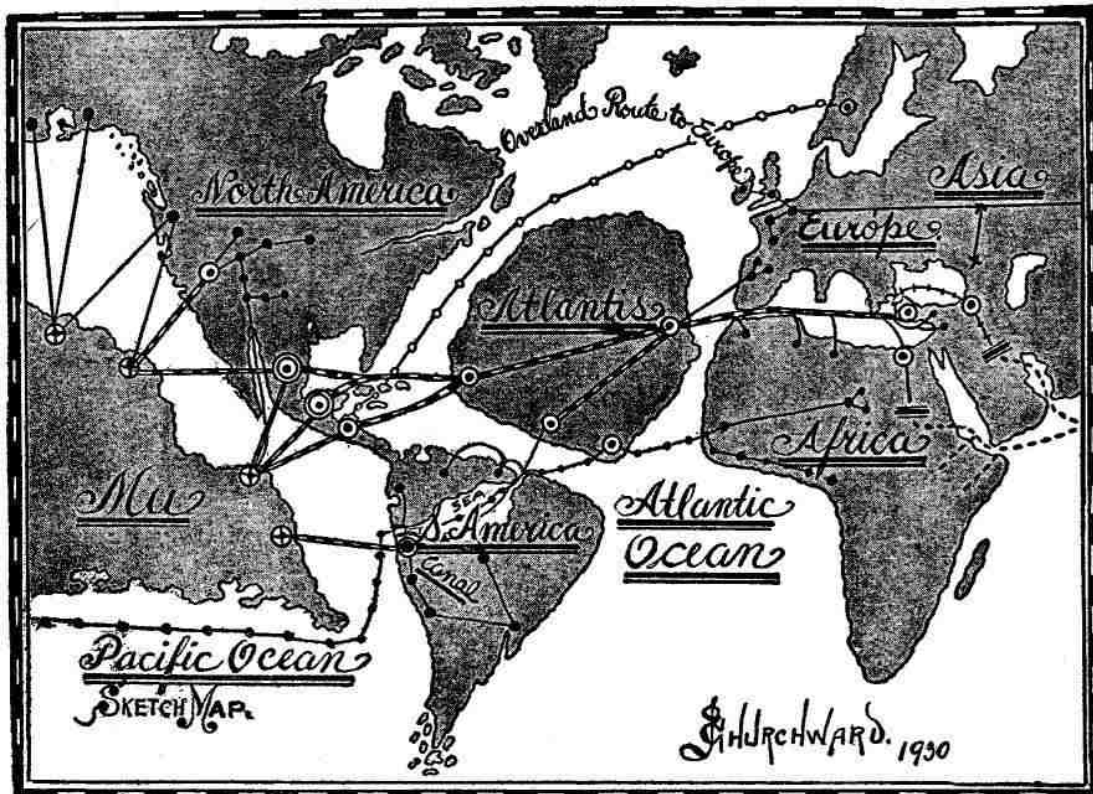 Overland Route to Europe
North America
Asia
Europe
Atlantis
Africa
Mu
SEA
S. America
Canal
Atlantic
Ocean
Pacific Ocean
SKETCH MAP.
J CHURCHWARD. 1930